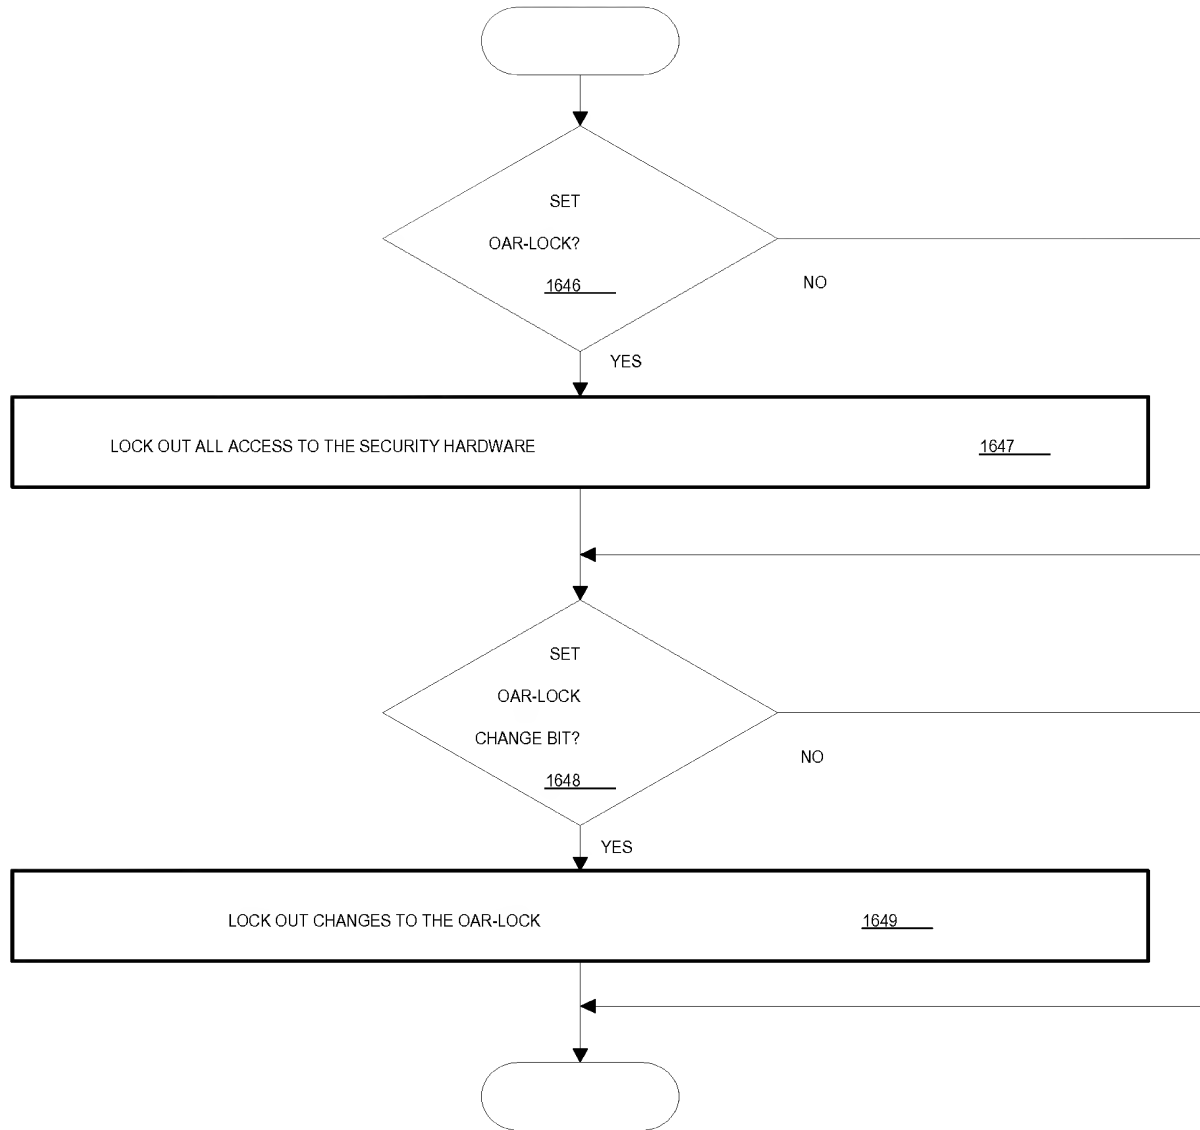 SET
OAR-LOCK?
1646
NO
YES
LOCK OUT ALL ACCESS TO THE SECURITY HARDWARE 1647
SET
OAR-LOCK
CHANGE BIT?
NO
1648
YES
LOCK OUT CHANGES TO THE OAR-LOCK 1649